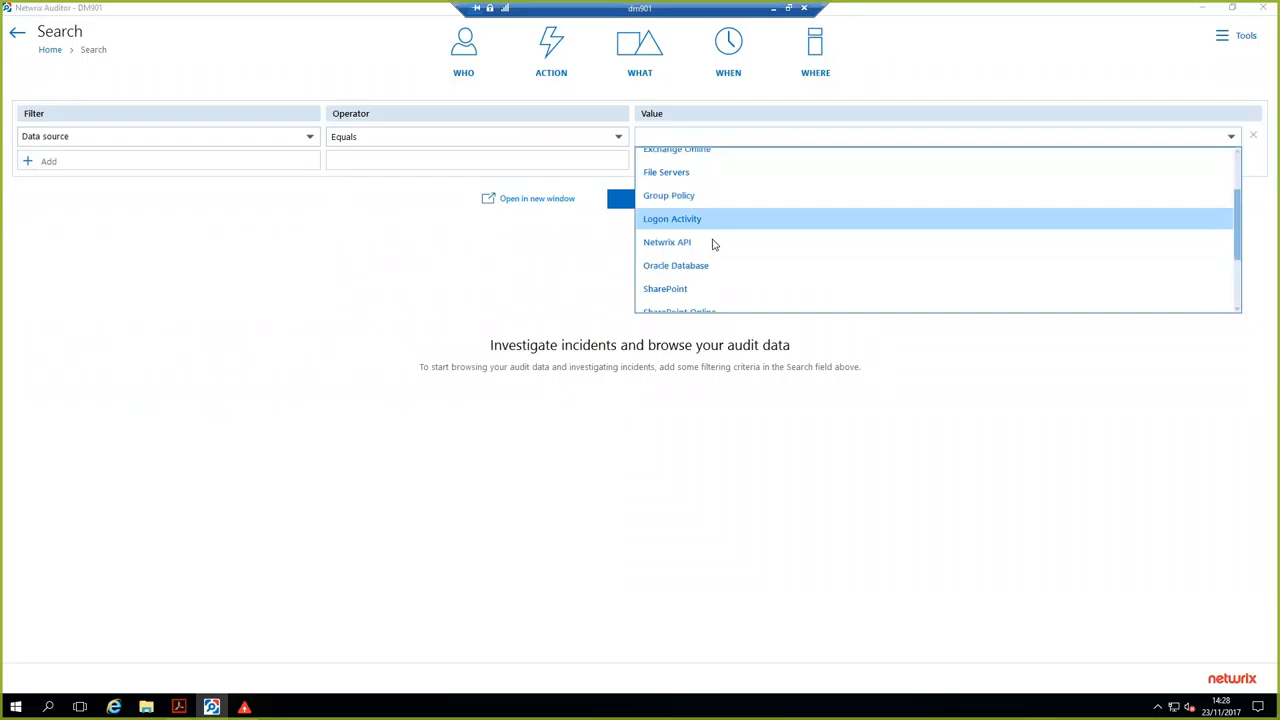 Netwrix Auditor - DM901
dm901
Search
Home > Search
WHO
ACTION
WHAT
WHEN
WHERE
Tools
Filter
Operator
Value
Data source
Equals
Add
Exchange Online
File Servers
Group Policy
Logon Activity
Netwrix API
Oracle Database
SharePoint
SharePoint Online
Open in new window
Investigate incidents and browse your audit data
To start browsing your audit data and investigating incidents, add some filtering criteria in the Search field above.
netwrix
14:28
23/11/2017